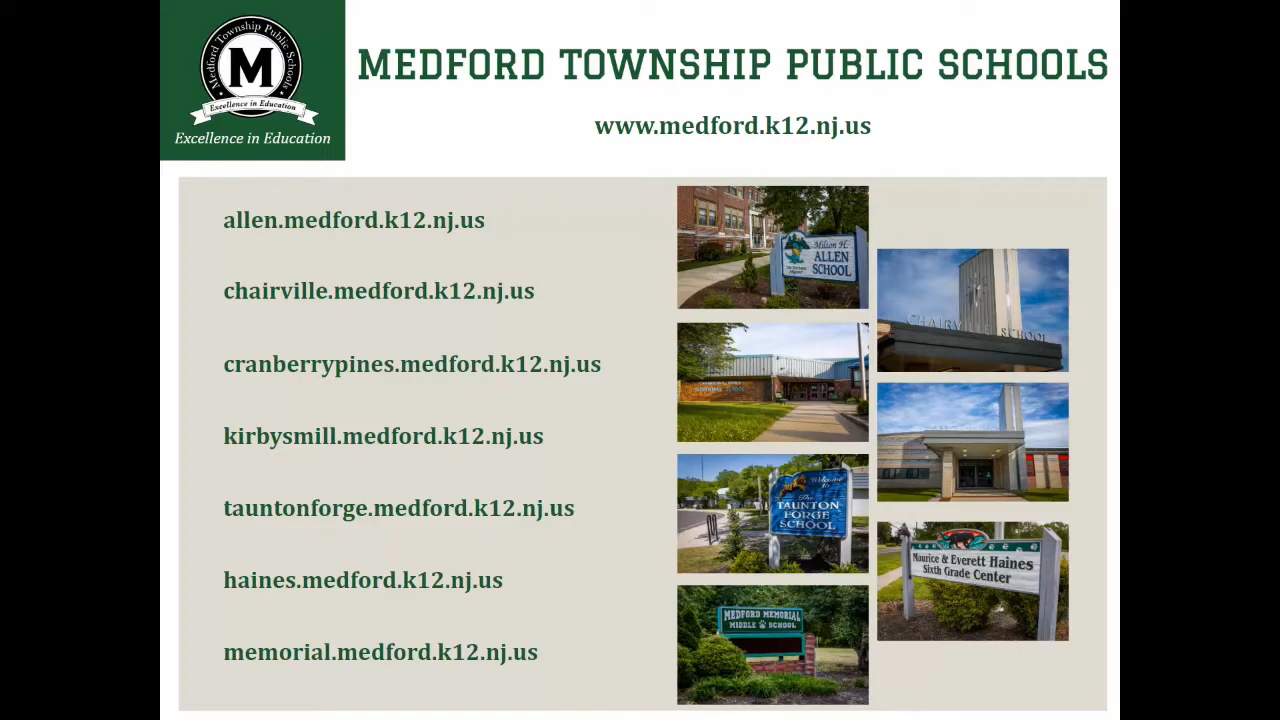 Medford Township Public Schools
M
Excellence in Education
Excellence in Education
MEDFORD TOWNSHIP PUBLIC SCHOOLS
www.medford.k12.nj.us
allen.medford.k12.nj.us
chairville.medford.k12.nj.us
cranberrypines.medford.k12.nj.us
kirbysmill.medford.k12.nj.us
tauntonforge.medford.k12.nj.us
haines.medford.k12.nj.us
memorial.medford.k12.nj.us
Milton H.
ALLEN
SCHOOL
CHAIRVILLE SCHOOL
Welcome
to
The
TAUNTON
FORGE
SCHOOL
Maurice & Everett Haines
Sixth Grade Center
MEDFORD MEMORIAL
MIDDLE SCHOOL